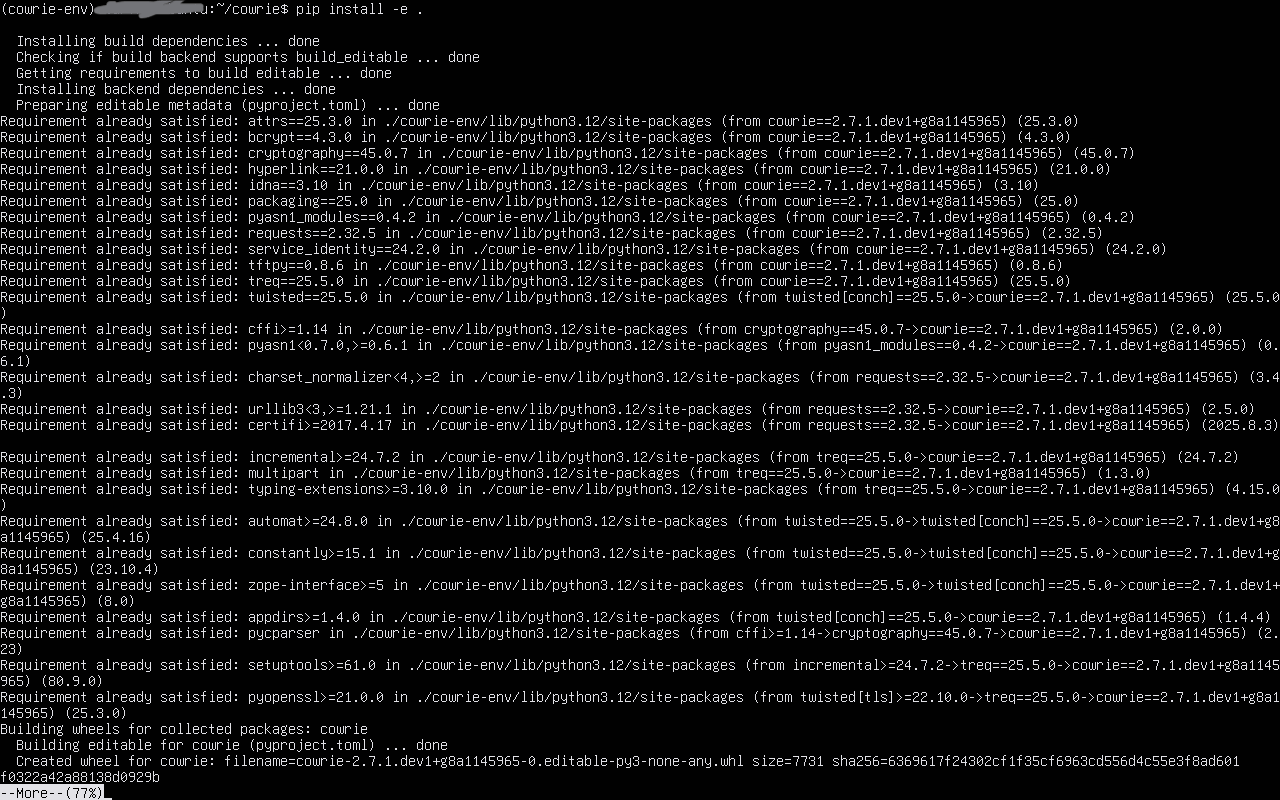 (cowrie-env) :~/cowrie$ pip install -e .
  Installing build dependencies ... done
  Checking if build backend supports build_editable ... done
  Getting requirements to build editable ... done
  Installing backend dependencies ... done
  Preparing editable metadata (pyproject.toml) ... done
Requirement already satisfied: attrs==25.3.0 in ./cowrie-env/lib/python3.12/site-packages (from cowrie==2.7.1.dev1+g8a1145965) (25.3.0)
Requirement already satisfied: bcrypt==4.3.0 in ./cowrie-env/lib/python3.12/site-packages (from cowrie==2.7.1.dev1+g8a1145965) (4.3.0)
Requirement already satisfied: cryptography==45.0.7 in ./cowrie-env/lib/python3.12/site-packages (from cowrie==2.7.1.dev1+g8a1145965) (45.0.7)
Requirement already satisfied: hyperlink==21.0.0 in ./cowrie-env/lib/python3.12/site-packages (from cowrie==2.7.1.dev1+g8a1145965) (21.0.0)
Requirement already satisfied: idna==3.10 in ./cowrie-env/lib/python3.12/site-packages (from cowrie==2.7.1.dev1+g8a1145965) (3.10)
Requirement already satisfied: packaging==25.0 in ./cowrie-env/lib/python3.12/site-packages (from cowrie==2.7.1.dev1+g8a1145965) (25.0)
Requirement already satisfied: pyasn1_modules==0.4.2 in ./cowrie-env/lib/python3.12/site-packages (from cowrie==2.7.1.dev1+g8a1145965) (0.4.2)
Requirement already satisfied: requests==2.32.5 in ./cowrie-env/lib/python3.12/site-packages (from cowrie==2.7.1.dev1+g8a1145965) (2.32.5)
Requirement already satisfied: service_identity==24.2.0 in ./cowrie-env/lib/python3.12/site-packages (from cowrie==2.7.1.dev1+g8a1145965) (24.2.0)
Requirement already satisfied: tftpy==0.8.6 in ./cowrie-env/lib/python3.12/site-packages (from cowrie==2.7.1.dev1+g8a1145965) (0.8.6)
Requirement already satisfied: treq==25.5.0 in ./cowrie-env/lib/python3.12/site-packages (from cowrie==2.7.1.dev1+g8a1145965) (25.5.0)
Requirement already satisfied: twisted==25.5.0 in ./cowrie-env/lib/python3.12/site-packages (from twisted[conch]==25.5.0->cowrie==2.7.1.dev1+g8a1145965) (25.5.0
)
Requirement already satisfied: cffi>=1.14 in ./cowrie-env/lib/python3.12/site-packages (from cryptography==45.0.7->cowrie==2.7.1.dev1+g8a1145965) (2.0.0)
Requirement already satisfied: pyasn1<0.7.0,>=0.6.1 in ./cowrie-env/lib/python3.12/site-packages (from pyasn1_modules==0.4.2->cowrie==2.7.1.dev1+g8a1145965) (0.
6.1)
Requirement already satisfied: charset_normalizer<4,>=2 in ./cowrie-env/lib/python3.12/site-packages (from requests==2.32.5->cowrie==2.7.1.dev1+g8a1145965) (3.4
.3)
Requirement already satisfied: urllib3<3,>=1.21.1 in ./cowrie-env/lib/python3.12/site-packages (from requests==2.32.5->cowrie==2.7.1.dev1+g8a1145965) (2.5.0)
Requirement already satisfied: certifi>=2017.4.17 in ./cowrie-env/lib/python3.12/site-packages (from requests==2.32.5->cowrie==2.7.1.dev1+g8a1145965) (2025.8.3)
Requirement already satisfied: incremental>=24.7.2 in ./cowrie-env/lib/python3.12/site-packages (from treq==25.5.0->cowrie==2.7.1.dev1+g8a1145965) (24.7.2)
Requirement already satisfied: multipart in ./cowrie-env/lib/python3.12/site-packages (from treq==25.5.0->cowrie==2.7.1.dev1+g8a1145965) (1.3.0)
Requirement already satisfied: typing-extensions>=3.10.0 in ./cowrie-env/lib/python3.12/site-packages (from treq==25.5.0->cowrie==2.7.1.dev1+g8a1145965) (4.15.0
)
Requirement already satisfied: automat>=24.8.0 in ./cowrie-env/lib/python3.12/site-packages (from twisted==25.5.0->twisted[conch]==25.5.0->cowrie==2.7.1.dev1+g8
a1145965) (25.4.16)
Requirement already satisfied: constantly>=15.1 in ./cowrie-env/lib/python3.12/site-packages (from twisted==25.5.0->twisted[conch]==25.5.0->cowrie==2.7.1.dev1+g
8a1145965) (23.10.4)
Requirement already satisfied: zope-interface>=5 in ./cowrie-env/lib/python3.12/site-packages (from twisted==25.5.0->twisted[conch]==25.5.0->cowrie==2.7.1.dev1+
g8a1145965) (8.0)
Requirement already satisfied: appdirs>=1.4.0 in ./cowrie-env/lib/python3.12/site-packages (from twisted[conch]==25.5.0->cowrie==2.7.1.dev1+g8a1145965) (1.4.4)
Requirement already satisfied: pycparser in ./cowrie-env/lib/python3.12/site-packages (from cffi>=1.14->cryptography==45.0.7->cowrie==2.7.1.dev1+g8a1145965) (2.
23)
Requirement already satisfied: setuptools>=61.0 in ./cowrie-env/lib/python3.12/site-packages (from incremental>=24.7.2->treq==25.5.0->cowrie==2.7.1.dev1+g8a1145
965) (80.9.0)
Requirement already satisfied: pyopenssl>=21.0.0 in ./cowrie-env/lib/python3.12/site-packages (from twisted[tls]>=22.10.0->treq==25.5.0->cowrie==2.7.1.dev1+g8a1
145965) (25.3.0)
Building wheels for collected packages: cowrie
  Building editable for cowrie (pyproject.toml) ... done
  Created wheel for cowrie: filename=cowrie-2.7.1.dev1+g8a1145965-0.editable-py3-none-any.whl size=7731 sha256=6369617f24302cf1f35cf6963cd556d4c55e3f8ad601
f0322a42a88138d0929b
--More--(77%)